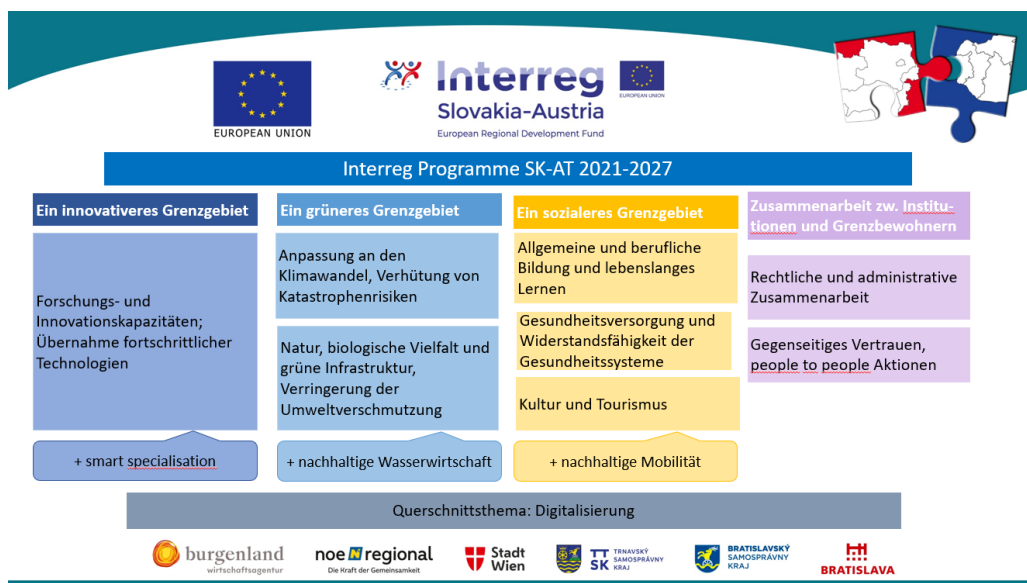 EUROPEAN UNION
Interreg
EUROPEAN UNION
Slovakia-Austria
European Regional Development Fund
Interreg Programme SK-AT 2021-2027
Ein innovativeres Grenzgebiet
Forschungs- und
Innovationskapazitäten;
Übernahme fortschrittlicher
Technologien
+ smart specialisation
Ein grüneres Grenzgebiet
Anpassung an den
Klimawandel, Verhütung von
Katastrophenrisiken
Natur, biologische Vielfalt und
grüne Infrastruktur,
Verringerung der
Umweltverschmutzung
+ nachhaltige Wasserwirtschaft
Ein sozialeres Grenzgebiet
Allgemeine und berufliche
Bildung und lebenslanges
Lernen
Gesundheitsversorgung und
Widerstandsfähigkeit der
Gesundheitssysteme
Kultur und Tourismus
+ nachhaltige Mobilität
Zusammenarbeit zw. Institu-
tionen und Grenzbewohnern
Rechtliche und administrative
Zusammenarbeit
Gegenseitiges Vertrauen,
people to people Aktionen
Querschnittsthema: Digitalisierung
burgenland
wirtschaftsagentur
noe N regional
Die Kraft der Gemeinsamkeit
Stadt
Wien
TT
SK
TRNAVSKÝ
SAMOSPRÁVNY
KRAJ
BRATISLAVSKÝ
SAMOSPRÁVNY
KRAJ
BRATISLAVA